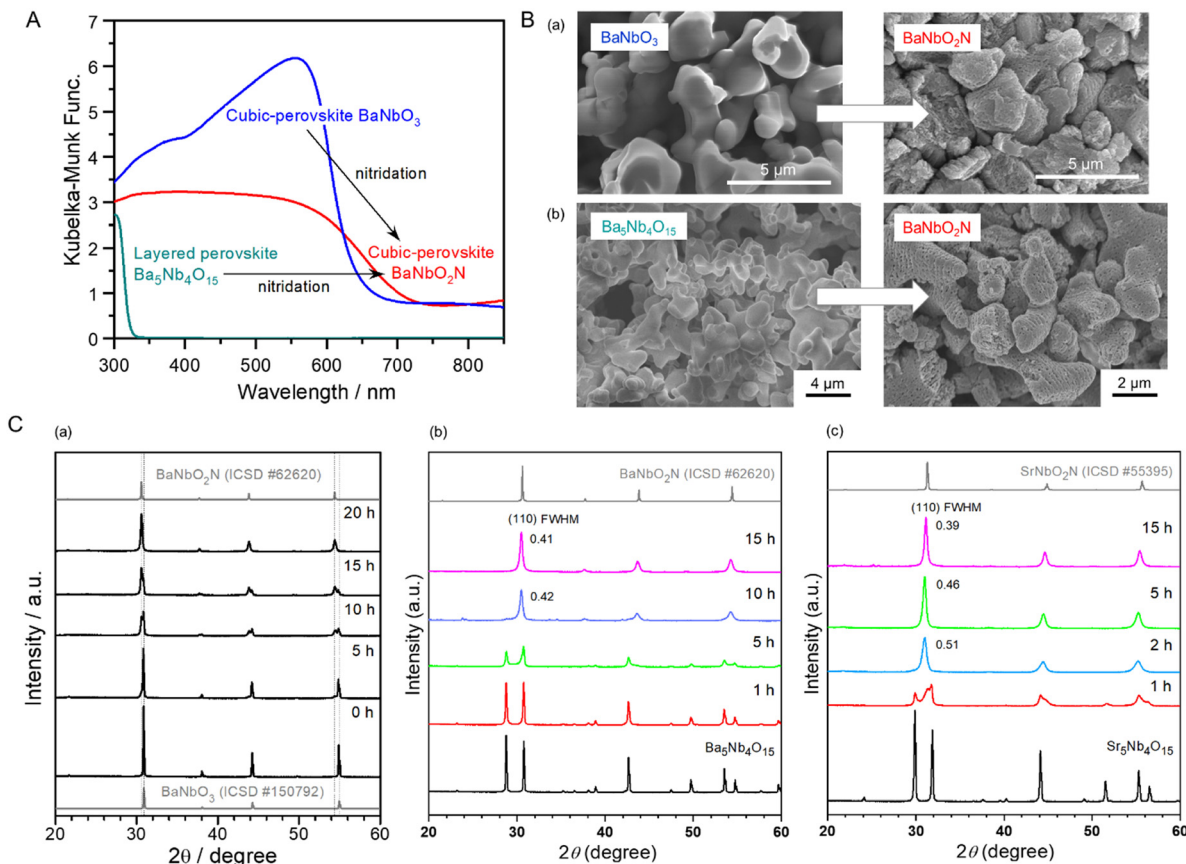 A
Kubelka-Munk Func.
7
6
5
4
3
2
1
0
Cubic-perovskite BaNbO₃
nitridation
Layered perovskite
Ba₅Nb₄O₁₅
nitridation
Cubic-perovskite
BaNbO₂N
300 400 500 600 700 800
Wavelength / nm
B
(a)
BaNbO₃
5 µm
BaNbO₂N
5 µm
(b)
Ba₅Nb₄O₁₅
4 µm
BaNbO₂N
2 µm
C
(a)
Intensity / a.u.
BaNbO₂N (ICSD #62620)
20 h
15 h
10 h
5 h
0 h
BaNbO₃ (ICSD #150792)
20 30 40 50 60
2θ / degree
(b)
Intensity (a.u.)
BaNbO₂N (ICSD #62620)
(110) FWHM
0.41
15 h
0.42
10 h
5 h
1 h
Ba₅Nb₄O₁₅
20 30 40 50 60
2θ (degree)
(c)
Intensity (a.u.)
SrNbO₂N (ICSD #55395)
(110) FWHM
0.39
15 h
0.46
5 h
0.51
2 h
1 h
Sr₅Nb₄O₁₅
20 30 40 50 60
2θ (degree)